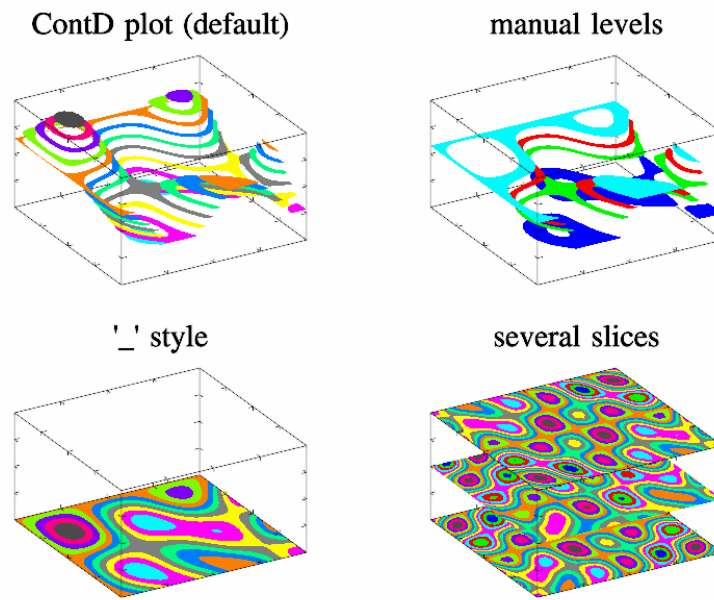 ContD plot (default)
manual levels
'_' style
several slices